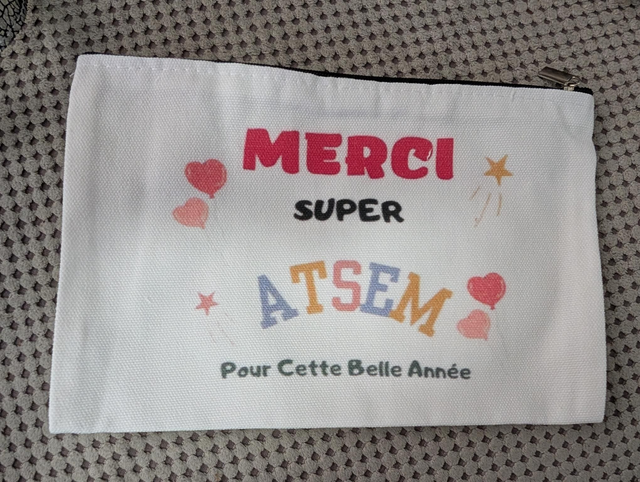 MERCI
SUPER
ATSEM
Pour Cette Belle Année